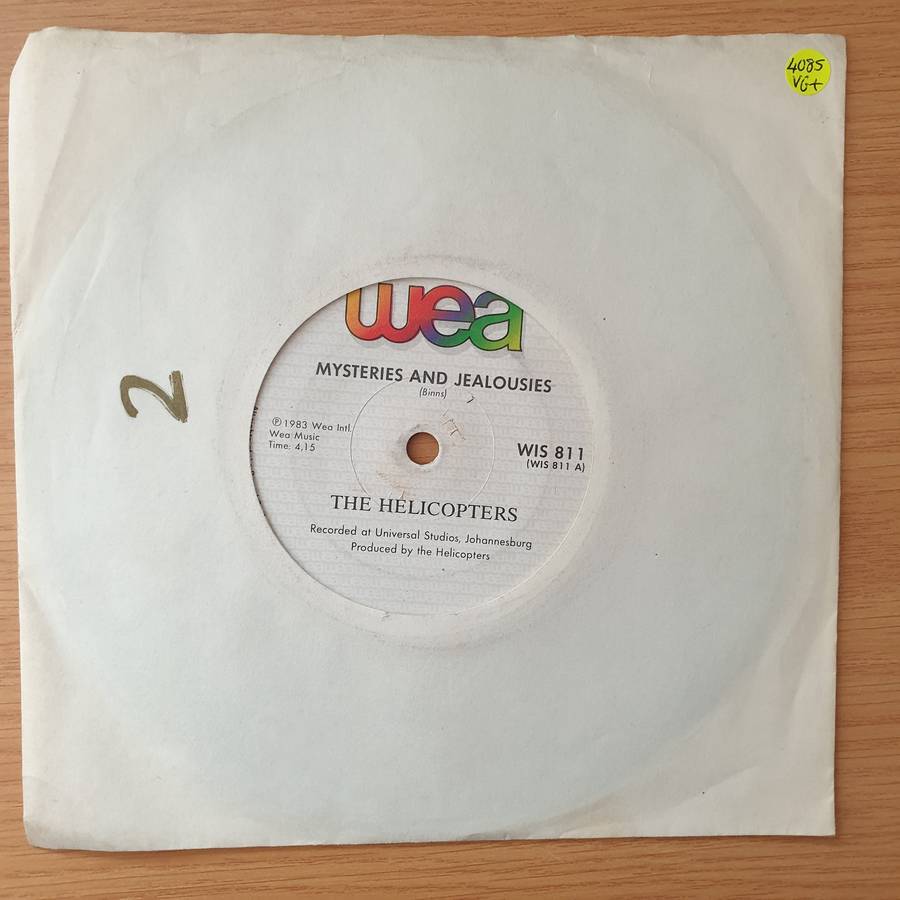 4085
VG+
wea
MYSTERIES AND JEALOUSIES
(Binns)
℗ 1983 Wea Intl.
Wea Music
Time: 4,15
WIS 811
(WIS 811 A)
2
THE HELICOPTERS
Recorded at Universal Studios, Johannesburg
Produced by the Helicopters